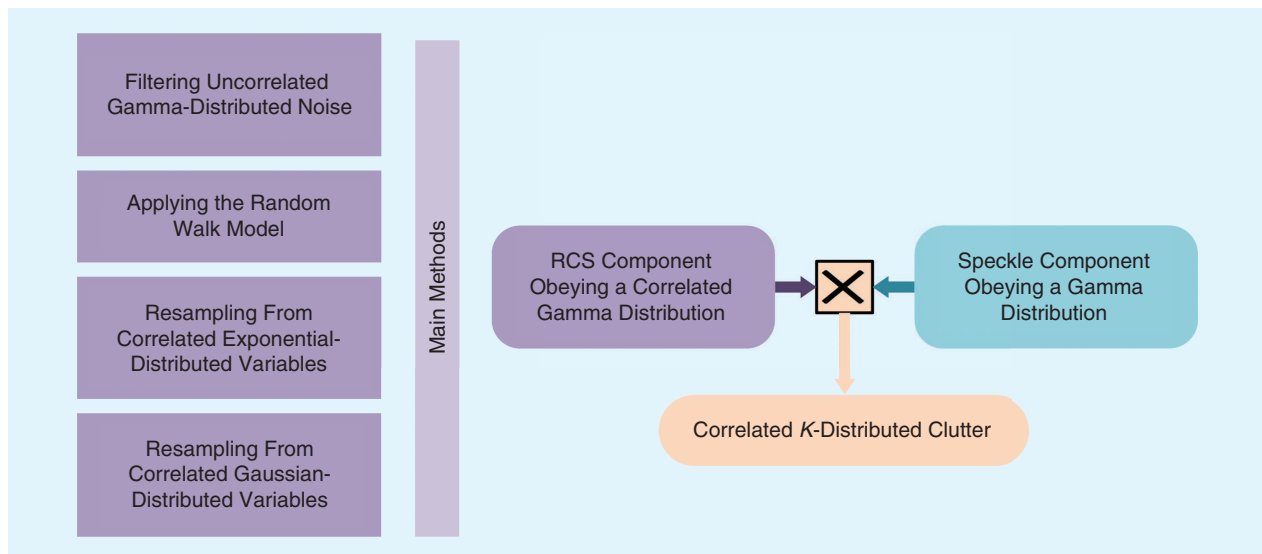 Filtering Uncorrelated
Gamma-Distributed Noise
Applying the Random
Walk Model
Resampling From
Correlated Exponential-
Distributed Variables
Resampling From
Correlated Gaussian-
Distributed Variables
Main Methods
RCS Component
Obeying a Correlated
Gamma Distribution
Speckle Component
Obeying a Gamma
Distribution
Correlated K-Distributed Clutter